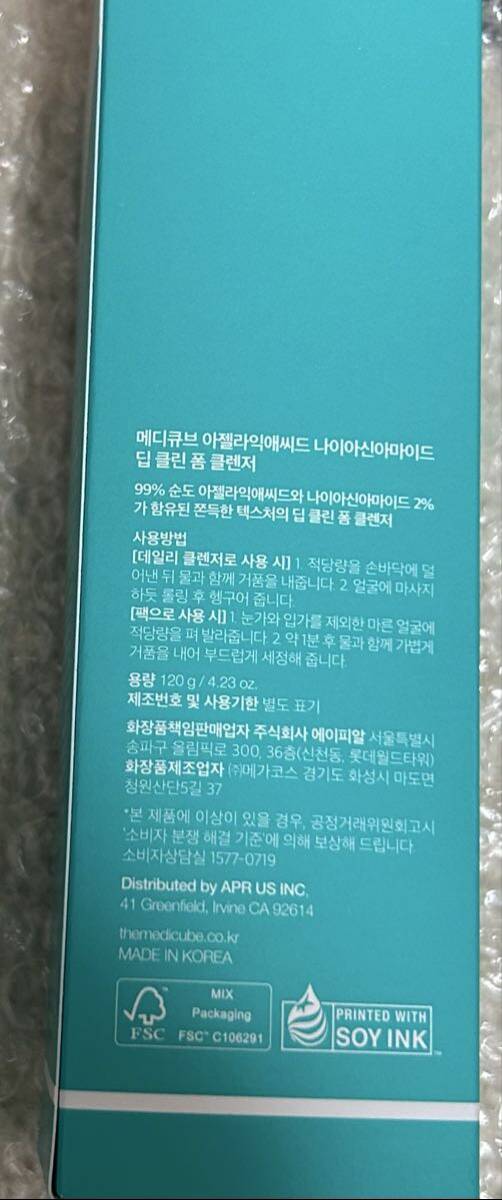 메디큐브 아젤라익애씨드 나이아신아마이드
딥 클린 폼 클렌저
99% 순도 아젤라익애씨드와 나이아신아마이드 2%
가 함유된 쫀득한 텍스처의 딥 클린 폼 클렌저
사용방법
[데일리 클렌저로 사용 시] 1. 적당량을 손바닥에 덜
어낸 뒤 물과 함께 거품을 내줍니다. 2. 얼굴에 마사지
하듯 롤링 후 헹구어 줍니다.
[팩으로 사용 시] 1. 눈가와 입가를 제외한 마른 얼굴에
적당량을 펴 발라줍니다. 2. 약 1분 후 물과 함께 가볍게
거품을 내어 부드럽게 세정해 줍니다.
용량 120 g / 4.23 oz.
제조번호 및 사용기한 별도 표기
화장품책임판매업자 주식회사 에이피알 서울특별시
송파구 올림픽로 300, 36층(신천동, 롯데월드타워)
화장품제조업자 ㈜메가코스 경기도 화성시 마도면
청원산단5길 37
*본 제품에 이상이 있을 경우, 공정거래위원회고시
'소비자 분쟁 해결 기준'에 의해 보상해 드립니다.
소비자상담실 1577-0719
Distributed by APR US INC.
41 Greenfield, Irvine CA 92614
themedicube.co.kr
MADE IN KOREA
MIX
Packaging
FSC™ C106291
FSC™
PRINTED WITH
SOY INK™